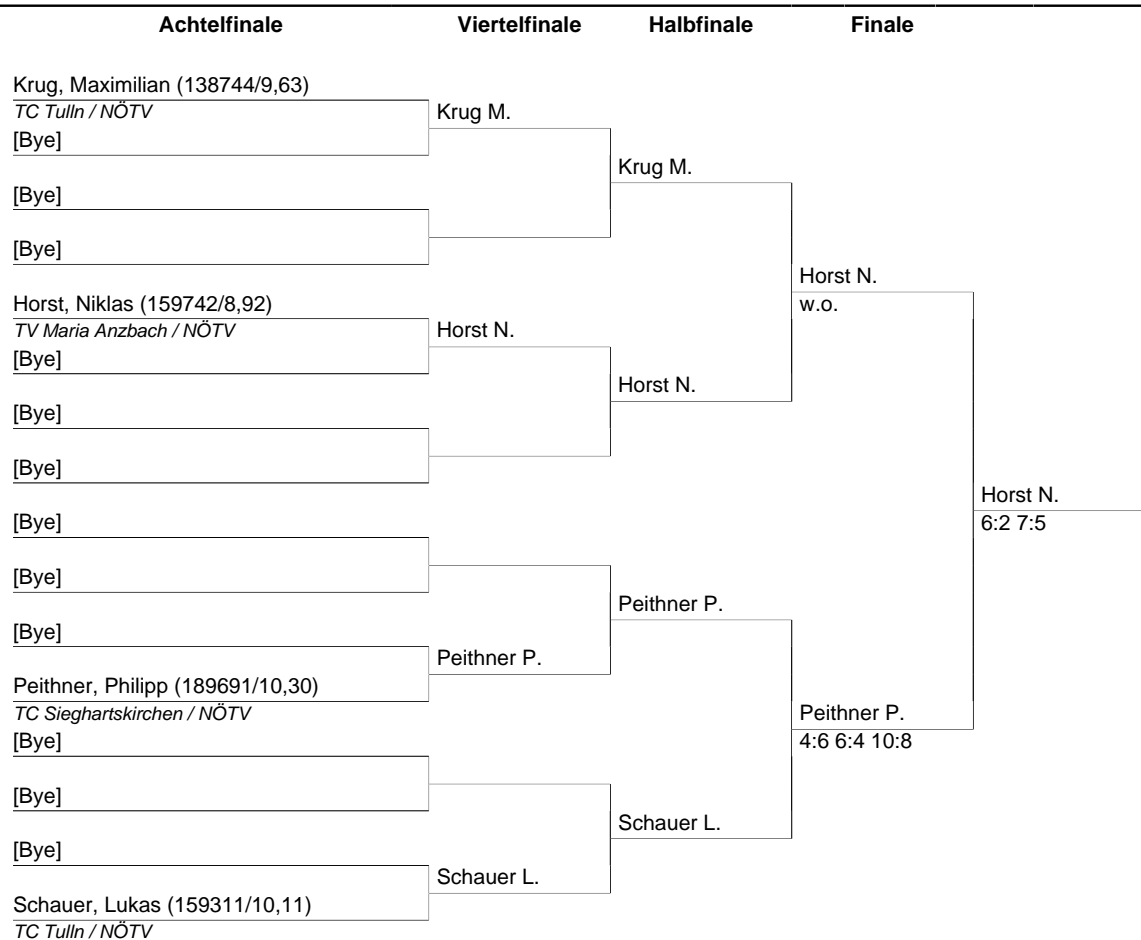 Achtelfinale Viertelfinale Halbfinale Finale
Krug, Maximilian (138744/9,63)
TC Tulln / NÖTV
Krug M.
[Bye]
Krug M.
[Bye]
[Bye]
Horst N.
Horst, Niklas (159742/8,92)
w.o.
TV Maria Anzbach / NÖTV
Horst N.
[Bye]
Horst N.
[Bye]
[Bye]
Horst N.
[Bye]
6:2 7:5
[Bye]
Peithner P.
[Bye]
Peithner P.
Peithner, Philipp (189691/10,30)
TC Sieghartskirchen / NÖTV
Peithner P.
[Bye]
4:6 6:4 10:8
[Bye]
Schauer L.
[Bye]
Schauer L.
Schauer, Lukas (159311/10,11)
TC Tulln / NÖTV